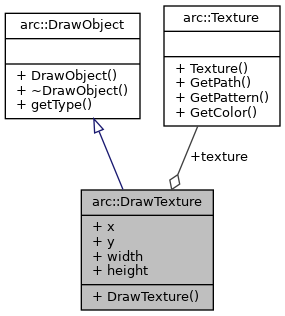 arc::DrawObject
+ DrawObject()
+ ~DrawObject()
+ getType()
arc::Texture
+ Texture()
+ GetPath()
+ GetPattern()
+ GetColor()
+texture
arc::DrawTexture
+ x
+ y
+ width
+ height
+ DrawTexture()